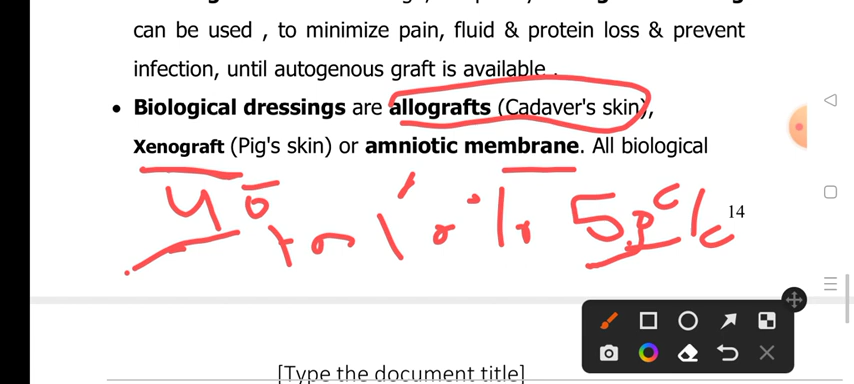 can be used , to minimize pain, fluid & protein loss & prevent
infection, until autogenous graft is available .
• Biological dressings are allografts (Cadaver's skin),
Xenograft (Pig's skin) or amniotic membrane. All biological
14
[Type the document title]